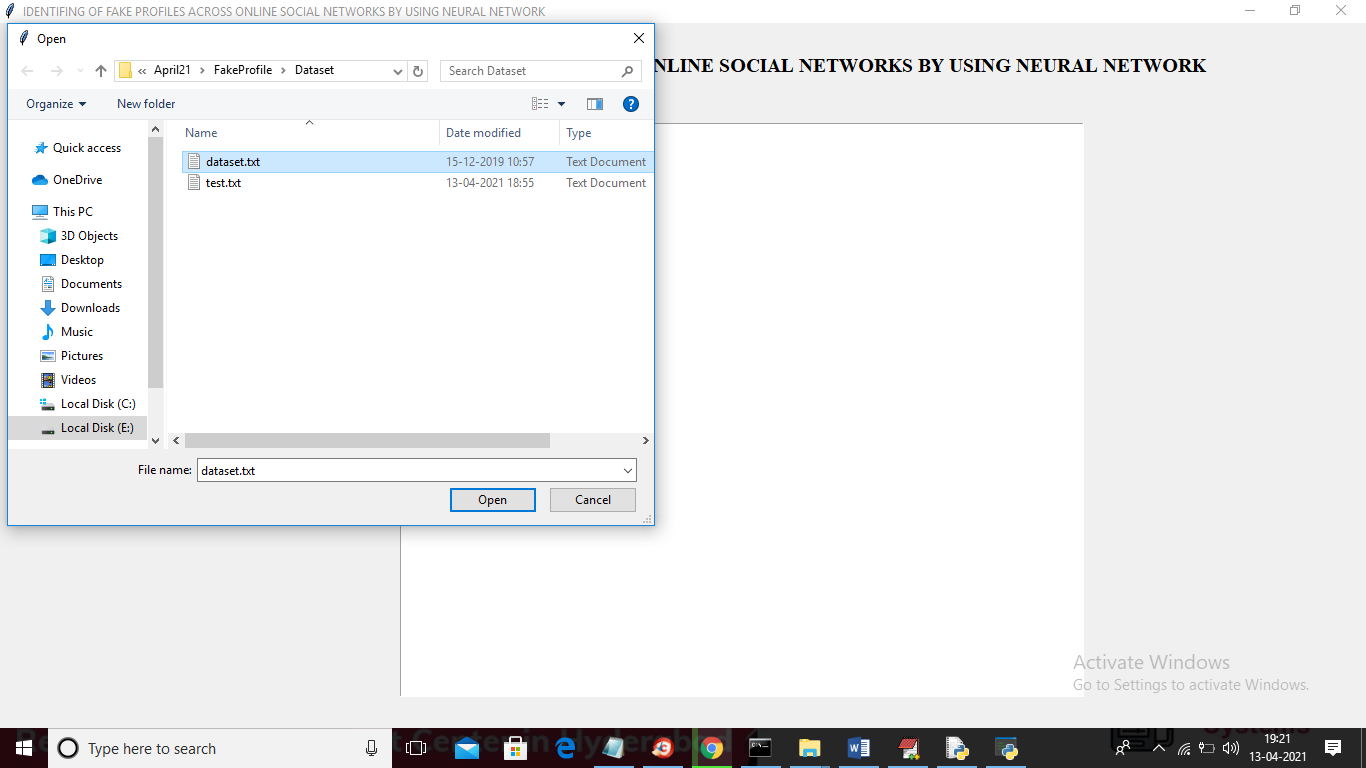 IDENTIFING OF FAKE PROFILES ACROSS ONLINE SOCIAL NETWORKS BY USING NEURAL NETWORK
Open
NLINE SOCIAL NETWORKS BY USING NEURAL NETWORK
« April21 › FakeProfile › Dataset
Search Dataset
Organize
New folder
Name Date modified Type
Quick access
dataset.txt 15-12-2019 10:57 Text Document
OneDrive
test.txt 13-04-2021 18:55 Text Document
This PC
3D Objects
Desktop
Documents
Downloads
Music
Pictures
Videos
Local Disk (C:)
Local Disk (E:)
File name: dataset.txt
Open Cancel
Activate Windows
Go to Settings to activate Windows.
Type here to search
Systems
19:21
13-04-2021